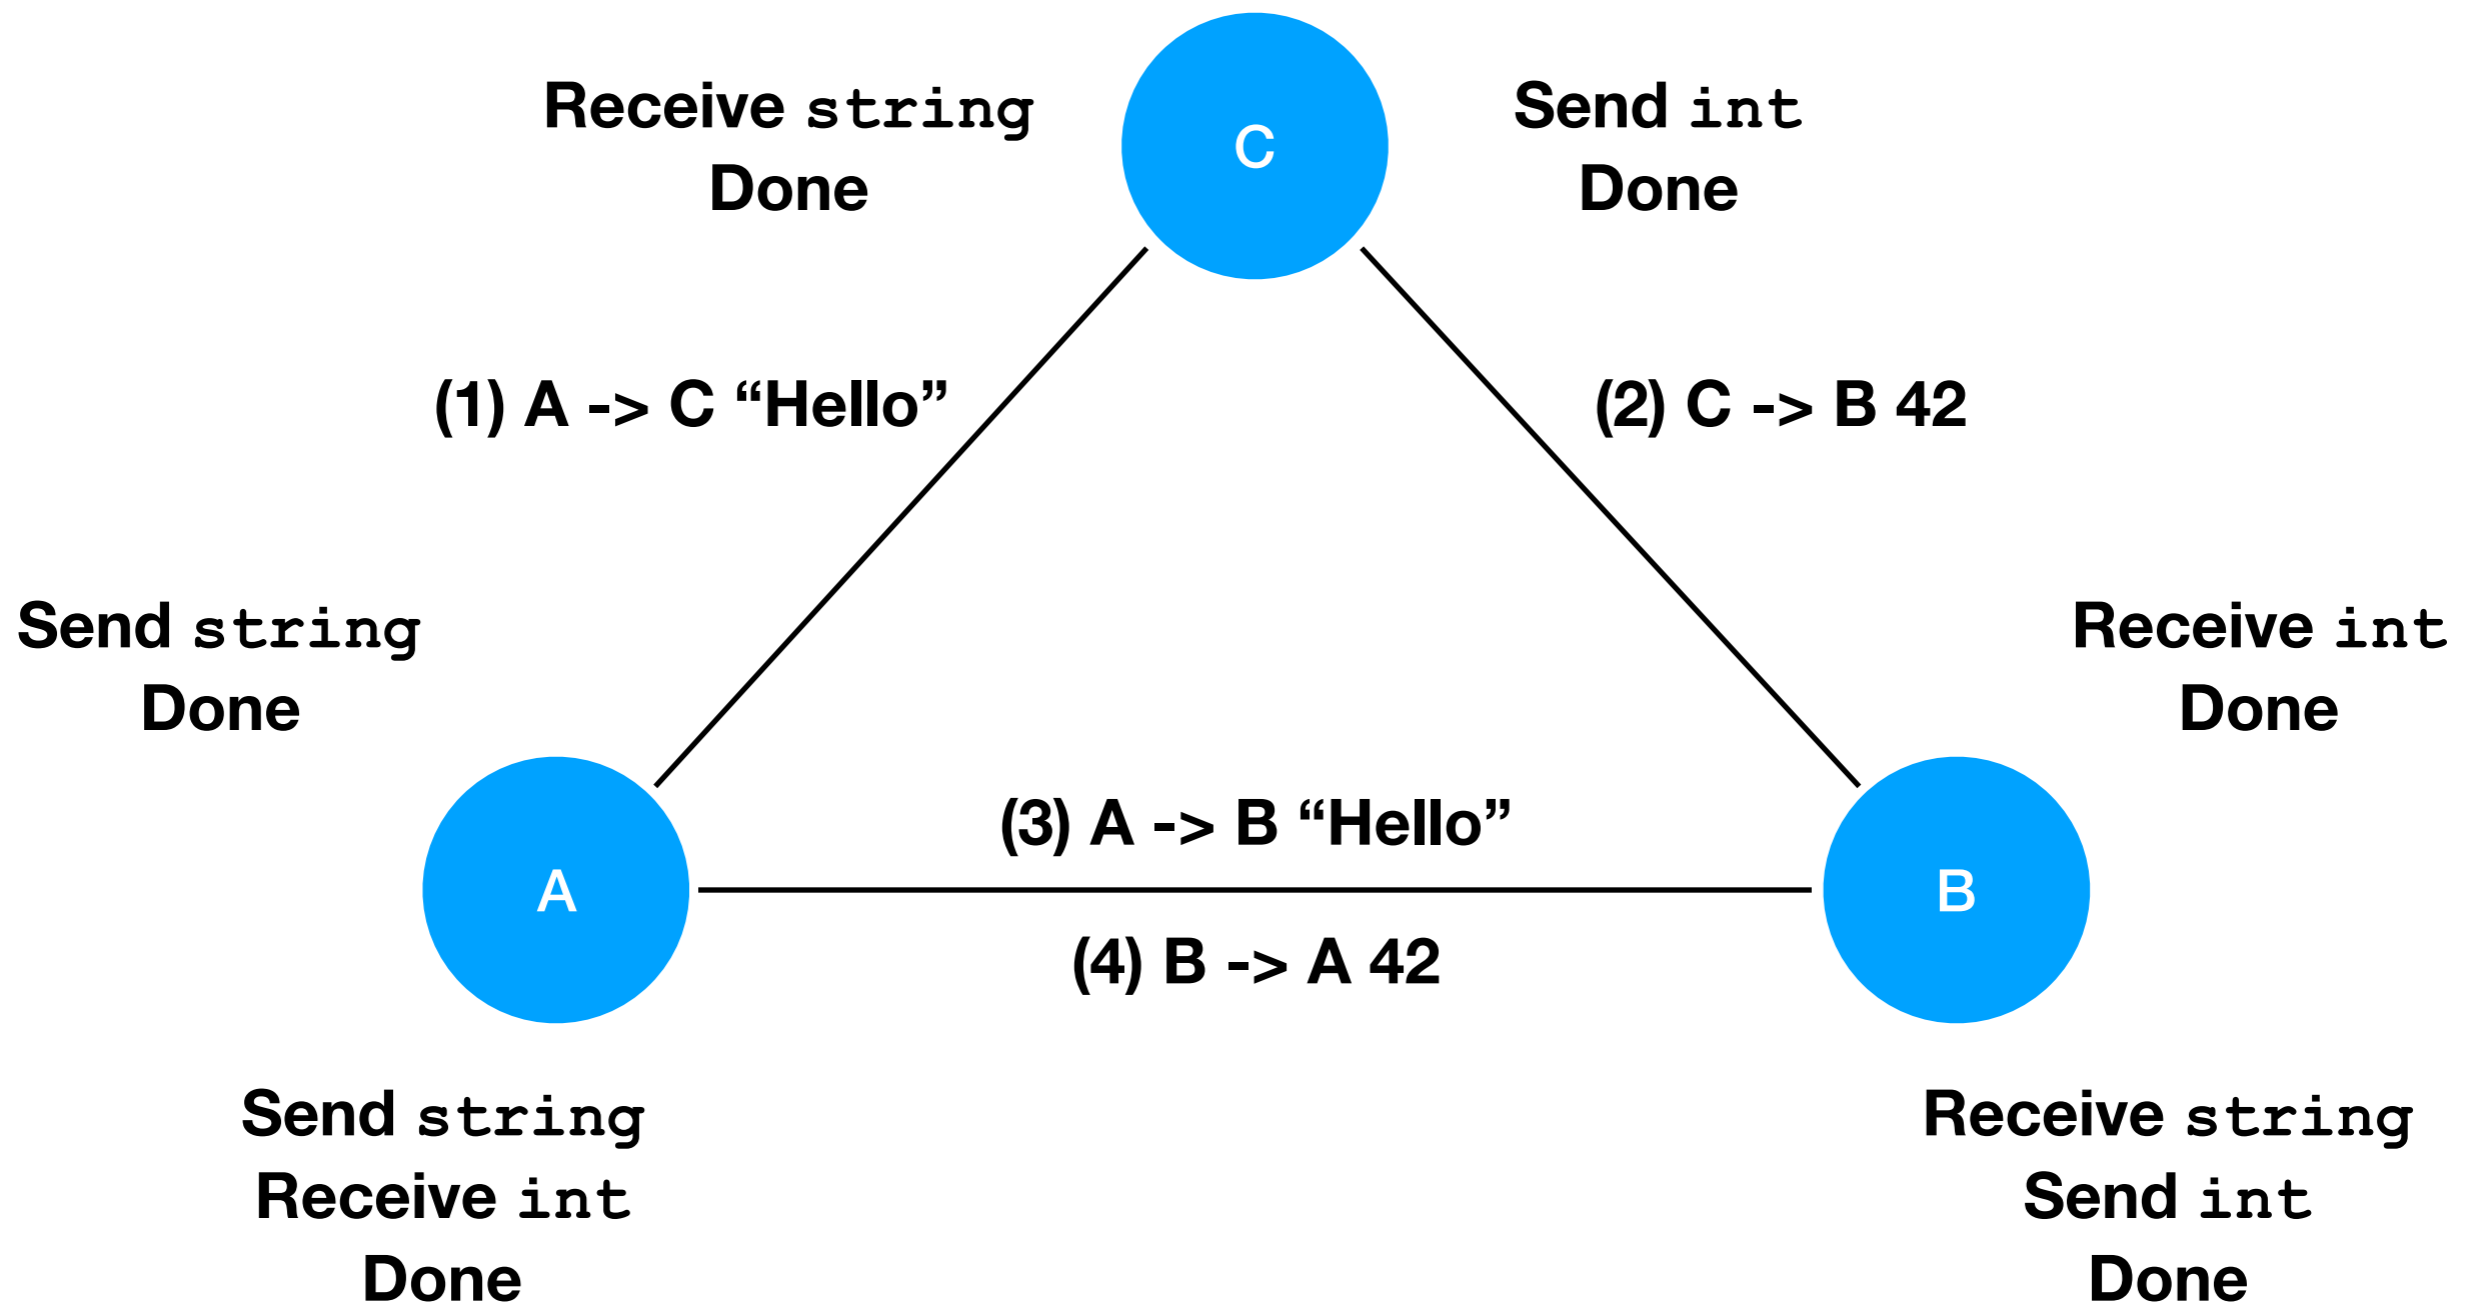 Receive string
Done
C
Send int
Done
(1) A -> C “Hello”
(2) C -> B 42
Send string
Done
Receive int
Done
(3) A -> B “Hello”
A
B
(4) B -> A 42
Send string
Receive int
Done
Receive string
Send int
Done